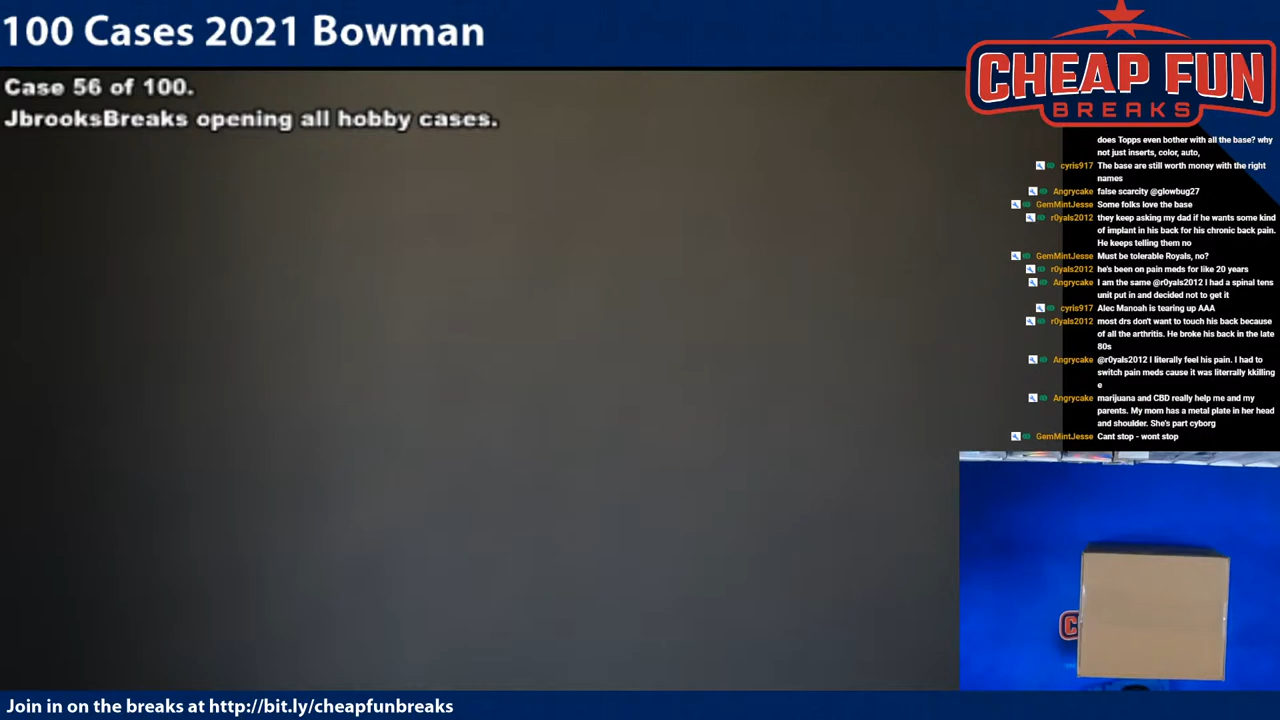 100 Cases 2021 Bowman
Case 56 of 100.
JbrooksBreaks opening all hobby cases.
CHEAP FUN
BREAKS
does Topps even bother with all the base? why
not just inserts, color, auto,
cyris917 The base are still worth money with the right
names
Angrycake false scarcity @glowbug27
GemMintJesse Some folks love the base
r0yals2012 they keep asking my dad if he wants some kind
of implant in his back for his chronic back pain.
He keeps telling them no
GemMintJesse Must be tolerable Royals, no?
r0yals2012 he's been on pain meds for like 20 years
Angrycake I am the same @r0yals2012 I had a spinal tens
unit put in and decided not to get it
cyris917 Alec Manoah is tearing up AAA
r0yals2012 most drs don't want to touch his back because
of all the arthritis. He broke his back in the late
80s
Angrycake @r0yals2012 I literally feel his pain. I had to
switch pain meds cause it was literrally kkilling
e
Angrycake marijuana and CBD really help me and my
parents. My mom has a metal plate in her head
and shoulder. She's part cyborg
GemMintJesse Cant stop - wont stop
C
Join in on the breaks at http://bit.ly/cheapfunbreaks